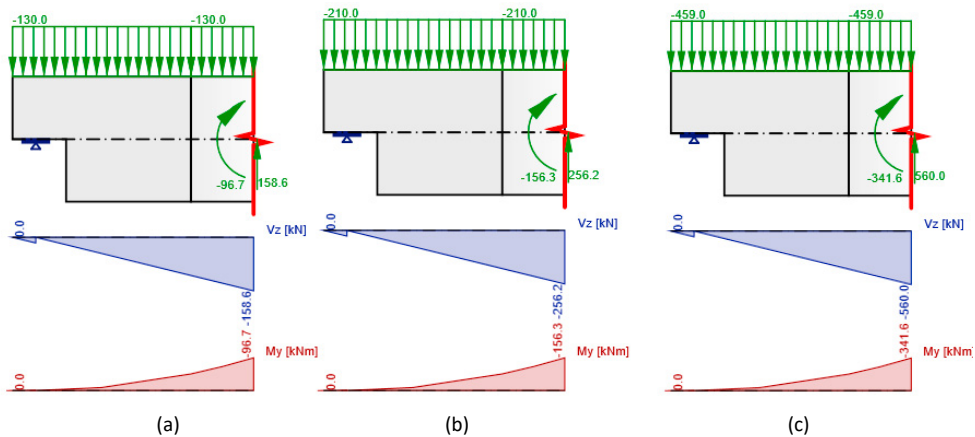 -130.0 -130.0
-96.7 158.6
Vz [kN]
0.0
-158.6
My [kNm]
-96.7
0.0
(a)
-210.0 -210.0
-156.3 256.2
Vz [kN]
0.0
-256.2
My [kNm]
-156.3
0.0
(b)
-459.0 -459.0
-341.6 560.0
Vz [kN]
0.0
-560.0
My [kNm]
-341.6
0.0
(c)